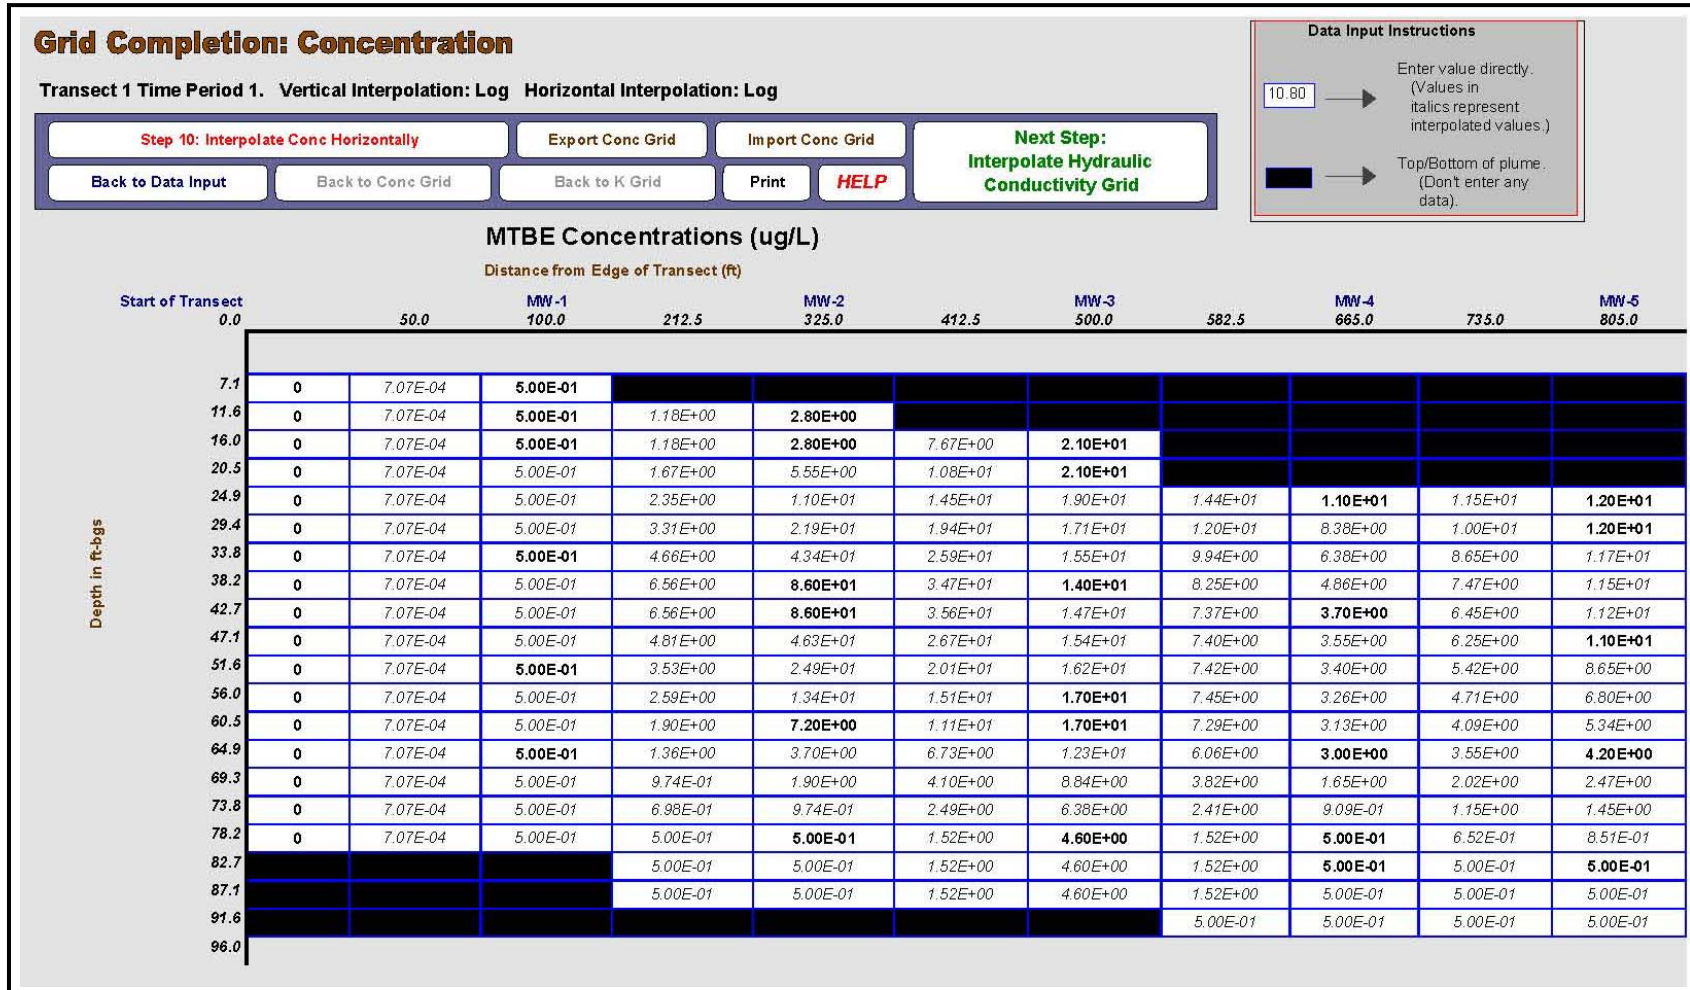 Grid Completion: Concentration
Transect 1 Time Period 1. Vertical Interpolation: Log Horizontal Interpolation: Log
Step 10: Interpolate Conc Horizontally Export Conc Grid Import Conc Grid
Back to Data Input Back to Conc Grid Back to K Grid Print HELP
Next Step:
Interpolate Hydraulic
Conductivity Grid
Data Input Instructions
10.80
Enter value directly.
(Values in
italics represent
interpolated values.)
Top/Bottom of plume.
(Don't enter any
data).
MTBE Concentrations (ug/L)
Distance from Edge of Transect (ft)
Start of Transect MW-1 MW-2 MW-3 MW-4 MW-5
0.0 50.0 100.0 212.5 325.0 412.5 500.0 582.5 665.0 735.0 805.0
Depth in ft-bgs
7.1 0 7.07E-04 5.00E-01
11.6 0 7.07E-04 5.00E-01 1.18E+00 2.80E+00
16.0 0 7.07E-04 5.00E-01 1.18E+00 2.80E+00 7.67E+00 2.10E+01
20.5 0 7.07E-04 5.00E-01 1.67E+00 5.55E+00 1.08E+01 2.10E+01
24.9 0 7.07E-04 5.00E-01 2.35E+00 1.10E+01 1.45E+01 1.90E+01 1.44E+01 1.10E+01 1.15E+01 1.20E+01
29.4 0 7.07E-04 5.00E-01 3.31E+00 2.19E+01 1.94E+01 1.71E+01 1.20E+01 8.38E+00 1.00E+01 1.20E+01
33.8 0 7.07E-04 5.00E-01 4.66E+00 4.34E+01 2.59E+01 1.55E+01 9.94E+00 6.38E+00 8.65E+00 1.17E+01
38.2 0 7.07E-04 5.00E-01 6.56E+00 8.60E+01 3.47E+01 1.40E+01 8.25E+00 4.86E+00 7.47E+00 1.15E+01
42.7 0 7.07E-04 5.00E-01 6.56E+00 8.60E+01 3.56E+01 1.47E+01 7.37E+00 3.70E+00 6.45E+00 1.12E+01
47.1 0 7.07E-04 5.00E-01 4.81E+00 4.63E+01 2.67E+01 1.54E+01 7.40E+00 3.55E+00 6.25E+00 1.10E+01
51.6 0 7.07E-04 5.00E-01 3.53E+00 2.49E+01 2.01E+01 1.62E+01 7.42E+00 3.40E+00 5.42E+00 8.65E+00
56.0 0 7.07E-04 5.00E-01 2.59E+00 1.34E+01 1.51E+01 1.70E+01 7.45E+00 3.26E+00 4.71E+00 6.80E+00
60.5 0 7.07E-04 5.00E-01 1.90E+00 7.20E+00 1.11E+01 1.70E+01 7.29E+00 3.13E+00 4.09E+00 5.34E+00
64.9 0 7.07E-04 5.00E-01 1.36E+00 3.70E+00 6.73E+00 1.23E+01 6.06E+00 3.00E+00 3.55E+00 4.20E+00
69.3 0 7.07E-04 5.00E-01 9.74E-01 1.90E+00 4.10E+00 8.84E+00 3.82E+00 1.65E+00 2.02E+00 2.47E+00
73.8 0 7.07E-04 5.00E-01 6.98E-01 9.74E-01 2.49E+00 6.38E+00 2.41E+00 9.09E-01 1.15E+00 1.45E+00
78.2 0 7.07E-04 5.00E-01 5.00E-01 5.00E-01 1.52E+00 4.60E+00 1.52E+00 5.00E-01 6.52E-01 8.51E-01
82.7 5.00E-01 5.00E-01 1.52E+00 4.60E+00 1.52E+00 5.00E-01 5.00E-01 5.00E-01
87.1 5.00E-01 5.00E-01 1.52E+00 4.60E+00 1.52E+00 5.00E-01 5.00E-01 5.00E-01
91.6 5.00E-01 5.00E-01 5.00E-01 5.00E-01
96.0